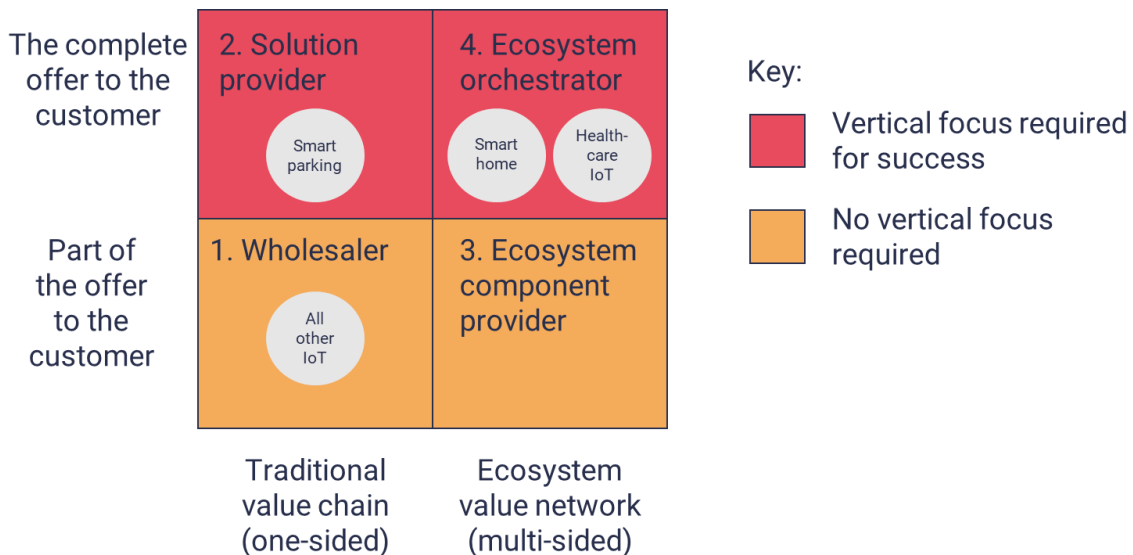 The complete
offer to the
customer
2. Solution
provider
Smart
parking
4. Ecosystem
orchestrator
Smart
home
Health-
care
IoT
Key:
Vertical focus required
for success
No vertical focus
required
Part of
the offer
to the
customer
1. Wholesaler
All
other
IoT
3. Ecosystem
component
provider
Traditional
value chain
(one-sided)
Ecosystem
value network
(multi-sided)